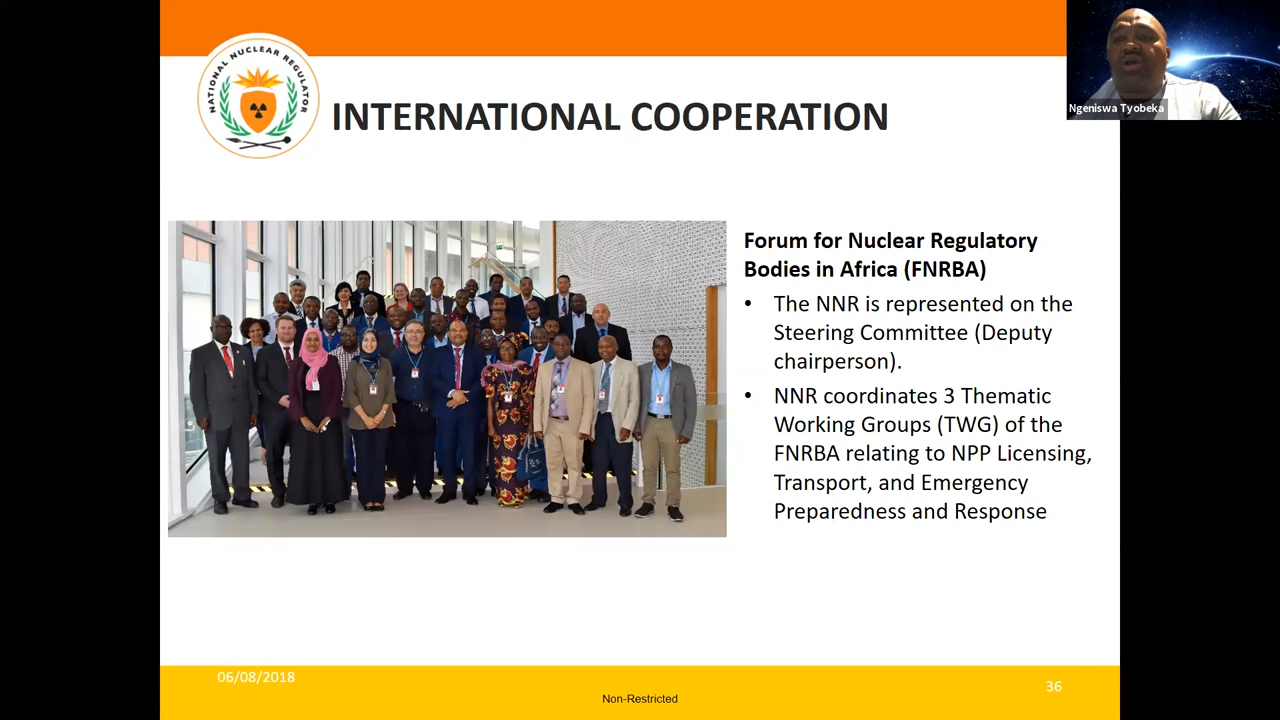 NATIONAL NUCLEAR REGULATOR
INTERNATIONAL COOPERATION
Ngeniswa Tyobeka
Forum for Nuclear Regulatory
Bodies in Africa (FNRBA)
• The NNR is represented on the
Steering Committee (Deputy
chairperson).
• NNR coordinates 3 Thematic
Working Groups (TWG) of the
FNRBA relating to NPP Licensing,
Transport, and Emergency
Preparedness and Response
06/08/2018
Non-Restricted
36